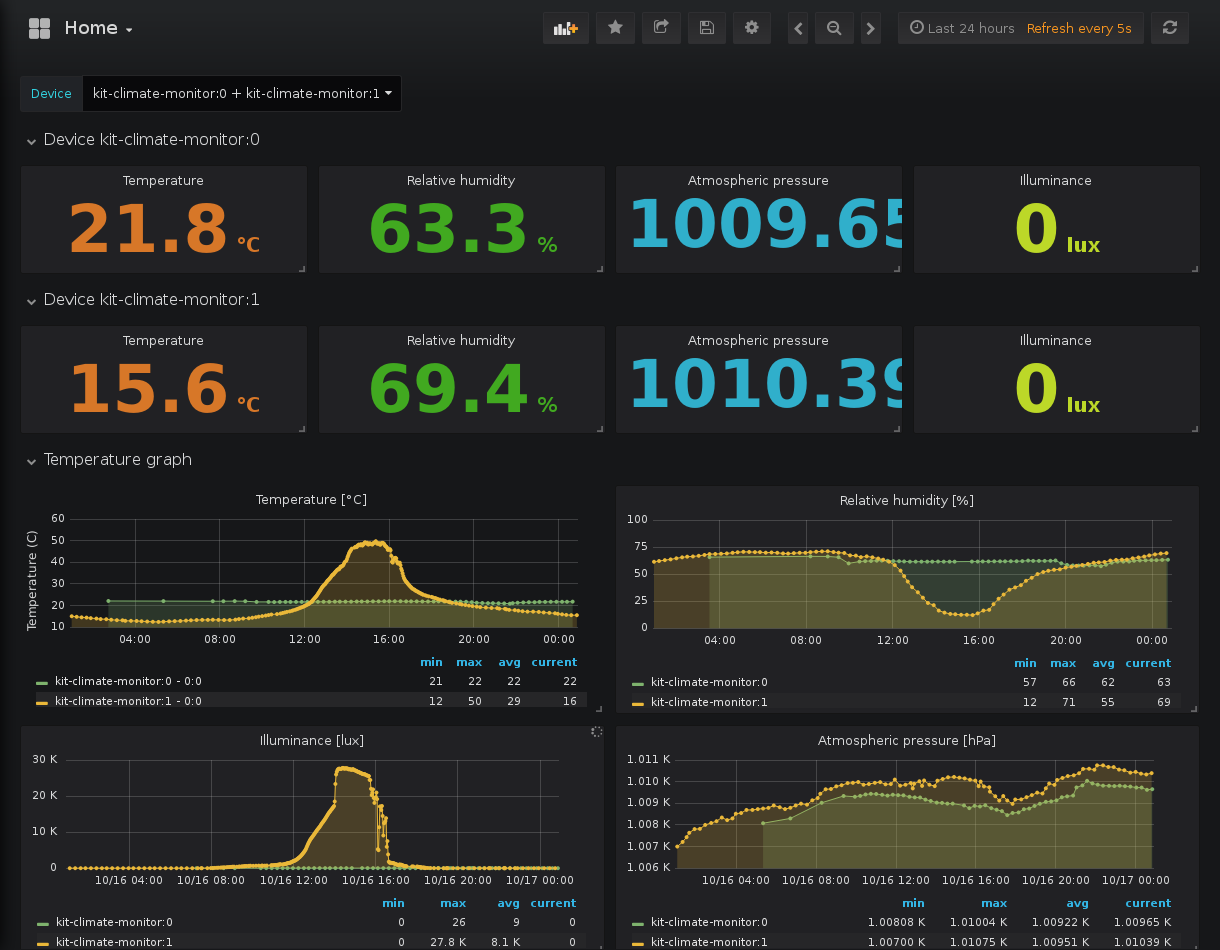 Home
Last 24 hours Refresh every 5s
Device kit-climate-monitor:0 + kit-climate-monitor:1
Device kit-climate-monitor:0
Temperature Relative humidity Atmospheric pressure Illuminance
21.8 °C 63.3 % 1009.65 0 lux
Device kit-climate-monitor:1
Temperature Relative humidity Atmospheric pressure Illuminance
15.6 °C 69.4 % 1010.39 0 lux
Temperature graph
Temperature [°C]
Temperature (C)
60
50
40
30
20
10
04:00 08:00 12:00 16:00 20:00 00:00
min max avg current
kit-climate-monitor:0 - 0:0 21 22 22 22
kit-climate-monitor:1 - 0:0 12 50 29 16
Relative humidity [%]
100
75
50
25
0
04:00 08:00 12:00 16:00 20:00 00:00
min max avg current
kit-climate-monitor:0 57 66 62 63
kit-climate-monitor:1 12 71 55 69
Illuminance [lux]
30 K
20 K
10 K
0
10/16 04:00 10/16 08:00 10/16 12:00 10/16 16:00 10/16 20:00 10/17 00:00
min max avg current
kit-climate-monitor:0 0 26 9 0
kit-climate-monitor:1 0 27.8 K 8.1 K 0
Atmospheric pressure [hPa]
1.011 K
1.010 K
1.009 K
1.008 K
1.007 K
1.006 K
10/16 04:00 10/16 08:00 10/16 12:00 10/16 16:00 10/16 20:00 10/17 00:00
min max avg current
kit-climate-monitor:0 1.00808 K 1.01004 K 1.00922 K 1.00965 K
kit-climate-monitor:1 1.00700 K 1.01075 K 1.00951 K 1.01039 K